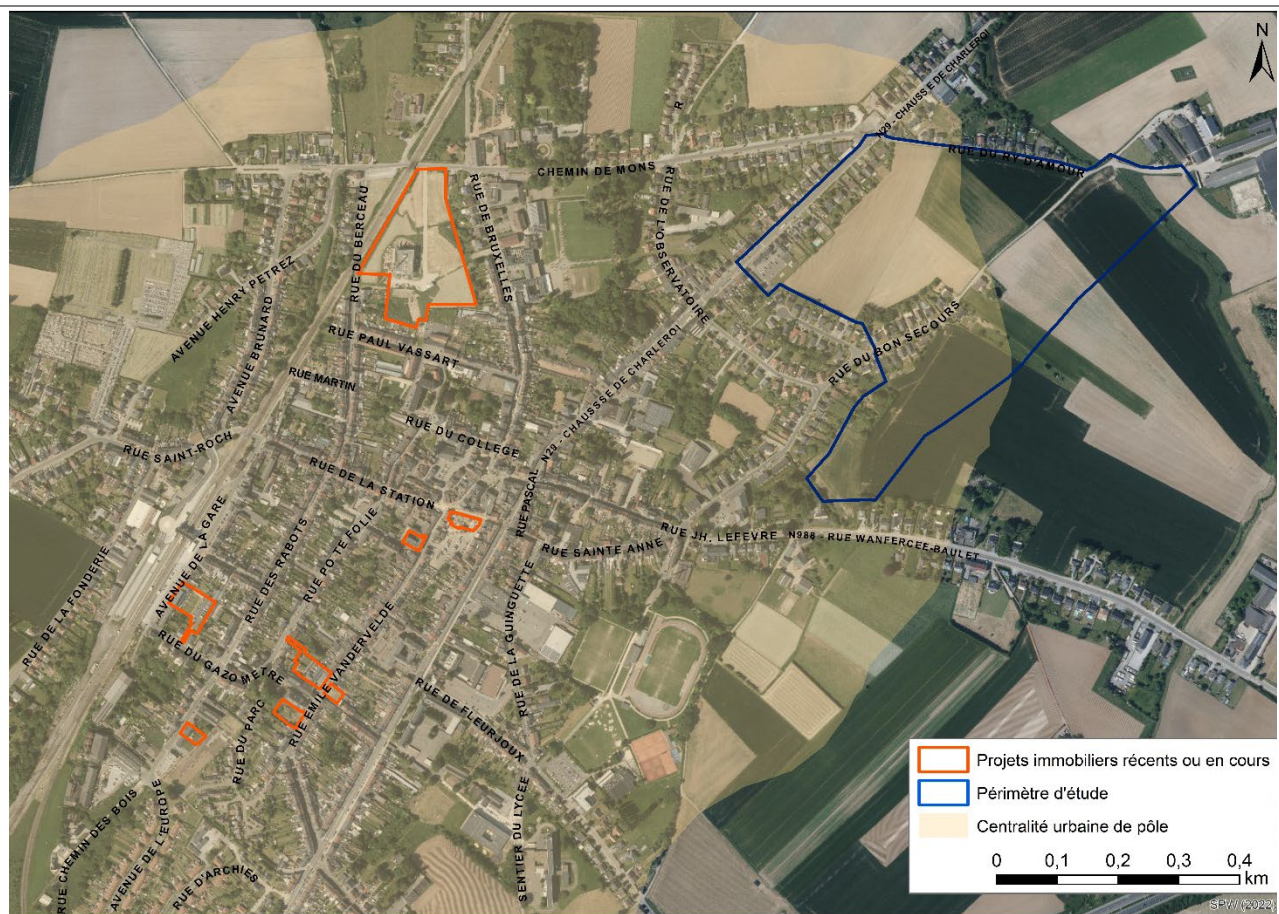 N
N29 - CHAUSSE E DE CHARLEROI
R
RUE DU RY D'AMOUR
CHEMIN DE MONS
RUE DU BERCEAU
RUE DE BRUXELLES
RUE DE L'OBSERVATOIRE
AVENUE HENRY PETREZ
AVENUE BRUNARD
RUE DU BON SECOURS
RUE PAUL VASSART
N29 - CHAUSSSE DE CHARLEROI
RUE MARTIN
RUE DU COLLEGE
RUE SAINT-ROCH
RUE DE LA STATION
RUE PASCAL
AVENUE DE LA GARE
RUE DES RABOTS
RUE POTE FOLIE
RUE SAINTE ANNE
RUE JH. LEFEVRE
N988 - RUE WANFERCEE-BAULET
RUE DE LA FONDERIE
RUE DE LA GUINGUETTE
RUE DU GAZO METRE
RUE EMILE VANDERVELDE
RUE DE FLEURJOUX
RUE DU PARC
RUE CHEMIN DES BOIS
AVENUE DE L'EUROPE
RUE D'ARCHIES
SENTIER DU LYCEE
Projets immobiliers récents ou en cours
Périmètre d'étude
Centralité urbaine de pôle
0 0,1 0,2 0,3 0,4
km
SPW (2022)